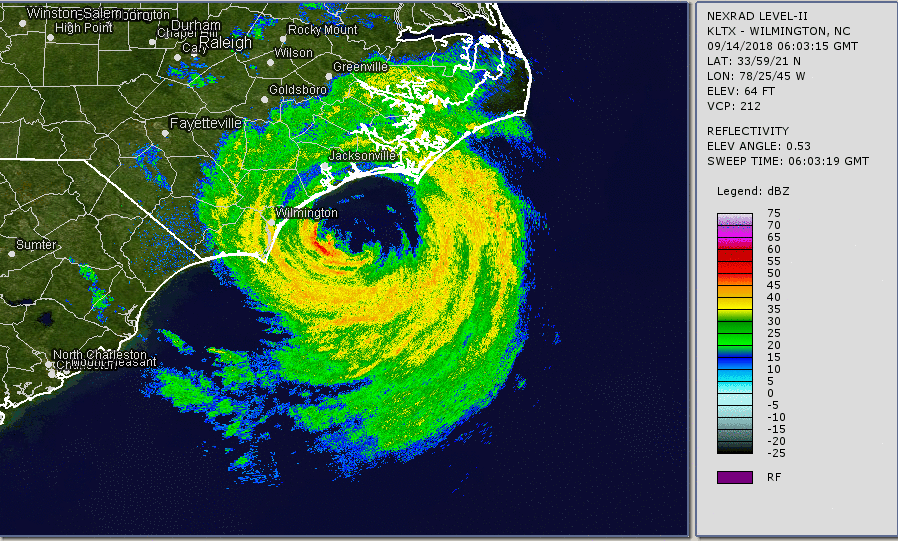 Winston-Salem
High Point
Durham
Chapel Hill
Cary
Raleigh
Rocky Mount
Wilson
Greenville
Goldsboro
Fayetteville
Jacksonville
Wilmington
Sumter
North Charleston
Mount Pleasant
Charleston
NEXRAD LEVEL-II
KLTX - WILMINGTON, NC
09/14/2018 06:03:15 GMT
LAT: 33/59/21 N
LON: 78/25/45 W
ELEV: 64 FT
VCP: 212
REFLECTIVITY
ELEV ANGLE: 0.53
SWEEP TIME: 06:03:19 GMT
Legend: dBZ
75
70
65
60
55
50
45
40
35
30
25
20
15
10
5
0
-5
-10
-15
-20
-25
RF